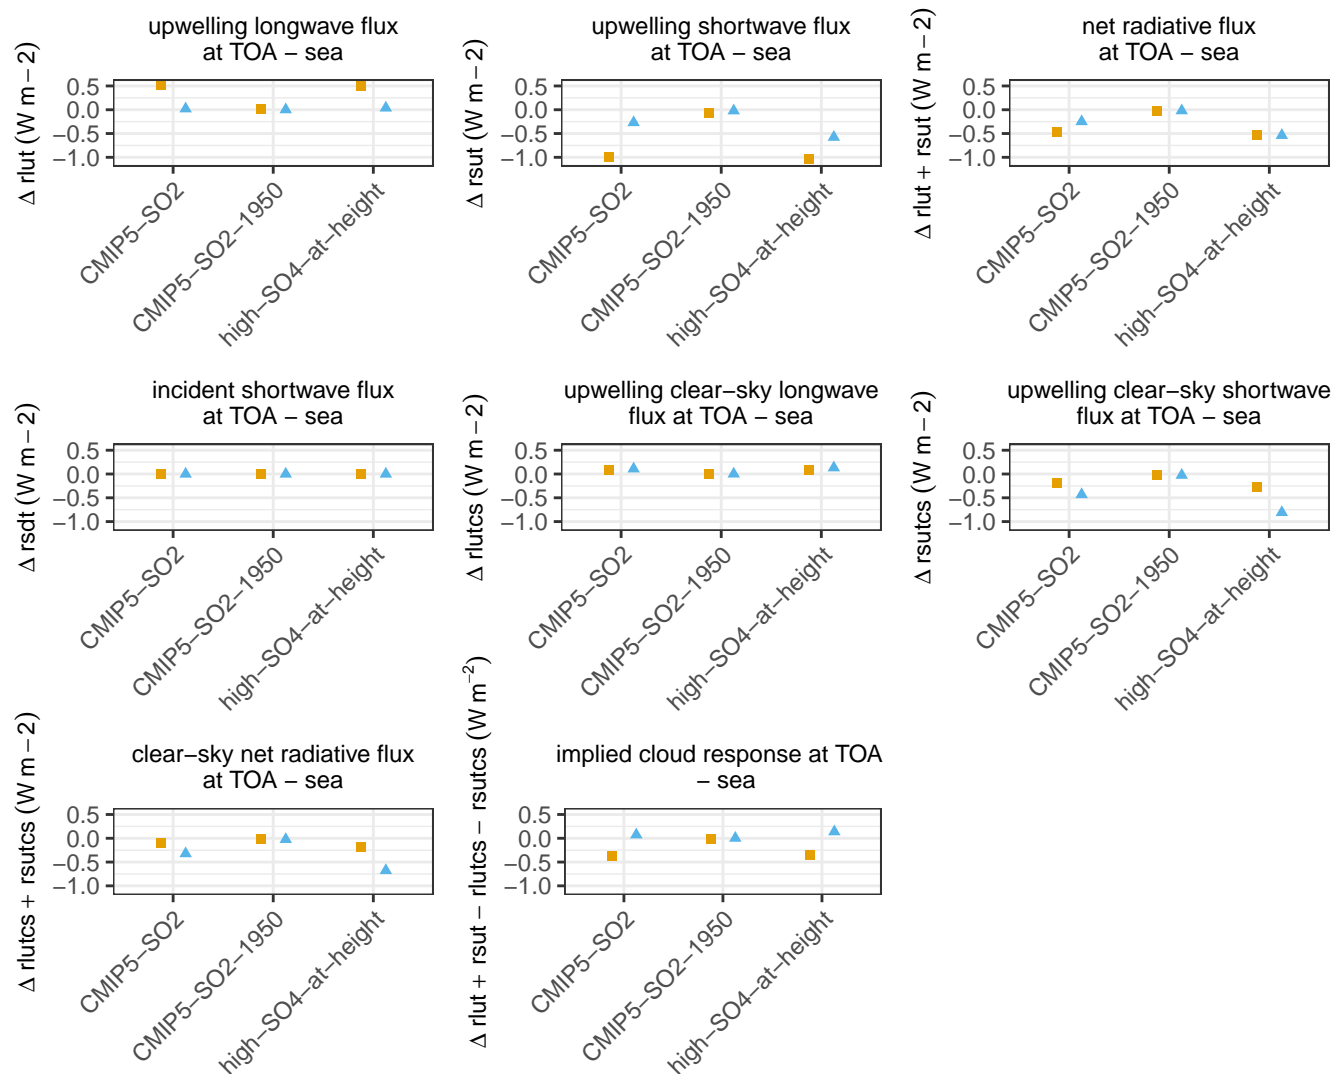 upwelling longwave flux
at TOA − sea
Δ rlut (W m−2)
0.5
0.0
−0.5
−1.0
CMIP5−SO2
CMIP5−SO2−1950
high−SO4−at−height
upwelling shortwave flux
at TOA − sea
Δ rsut (W m−2)
0.5
0.0
−0.5
−1.0
CMIP5−SO2
CMIP5−SO2−1950
high−SO4−at−height
net radiative flux
at TOA − sea
Δ rlut + rsut (W m−2)
0.5
0.0
−0.5
−1.0
CMIP5−SO2
CMIP5−SO2−1950
high−SO4−at−height
incident shortwave flux
at TOA − sea
Δ rsdt (W m−2)
0.5
0.0
−0.5
−1.0
CMIP5−SO2
CMIP5−SO2−1950
high−SO4−at−height
upwelling clear−sky longwave
flux at TOA − sea
Δ rlutcs (W m−2)
0.5
0.0
−0.5
−1.0
CMIP5−SO2
CMIP5−SO2−1950
high−SO4−at−height
upwelling clear−sky shortwave
flux at TOA − sea
Δ rsutcs (W m−2)
0.5
0.0
−0.5
−1.0
CMIP5−SO2
CMIP5−SO2−1950
high−SO4−at−height
clear−sky net radiative flux
at TOA − sea
Δ rlutcs + rsutcs (W m−2)
0.5
0.0
−0.5
−1.0
CMIP5−SO2
CMIP5−SO2−1950
high−SO4−at−height
implied cloud response at TOA
− sea
Δ rlut + rsut − rlutcs − rsutcs (W m⁻²)
0.5
0.0
−0.5
−1.0
CMIP5−SO2
CMIP5−SO2−1950
high−SO4−at−height